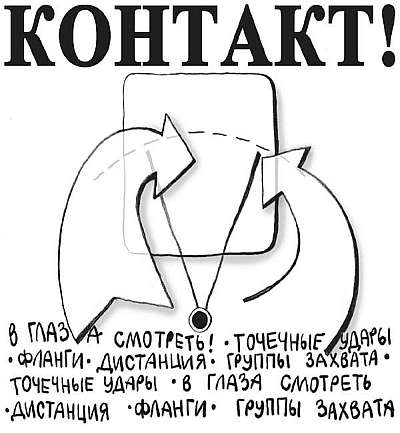 КОНТАКТ!
В ГЛАЗА СМОТРЕТЬ! • ТОЧЕЧНЫЕ УДАРЫ
• ФЛАНГИ • ДИСТАНЦИЯ • ГРУППЫ ЗАХВАТА •
ТОЧЕЧНЫЕ УДАРЫ • В ГЛАЗА СМОТРЕТЬ
• ДИСТАНЦИЯ • ФЛАНГИ • ГРУППЫ ЗАХВАТА